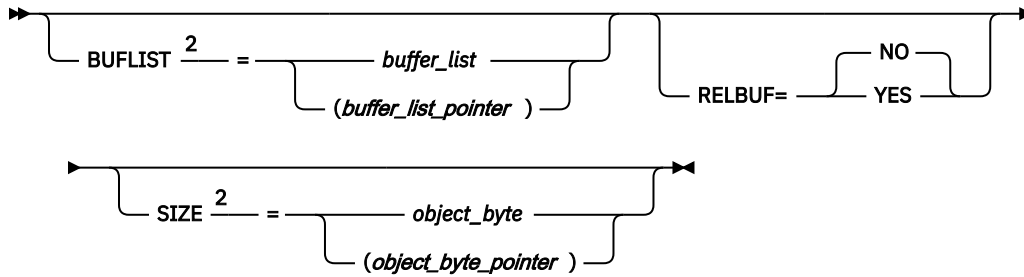 BUFLIST 2 = buffer_list
(buffer_list_pointer )
RELBUF= NO
YES
SIZE 2 = object_byte
(object_byte_pointer )